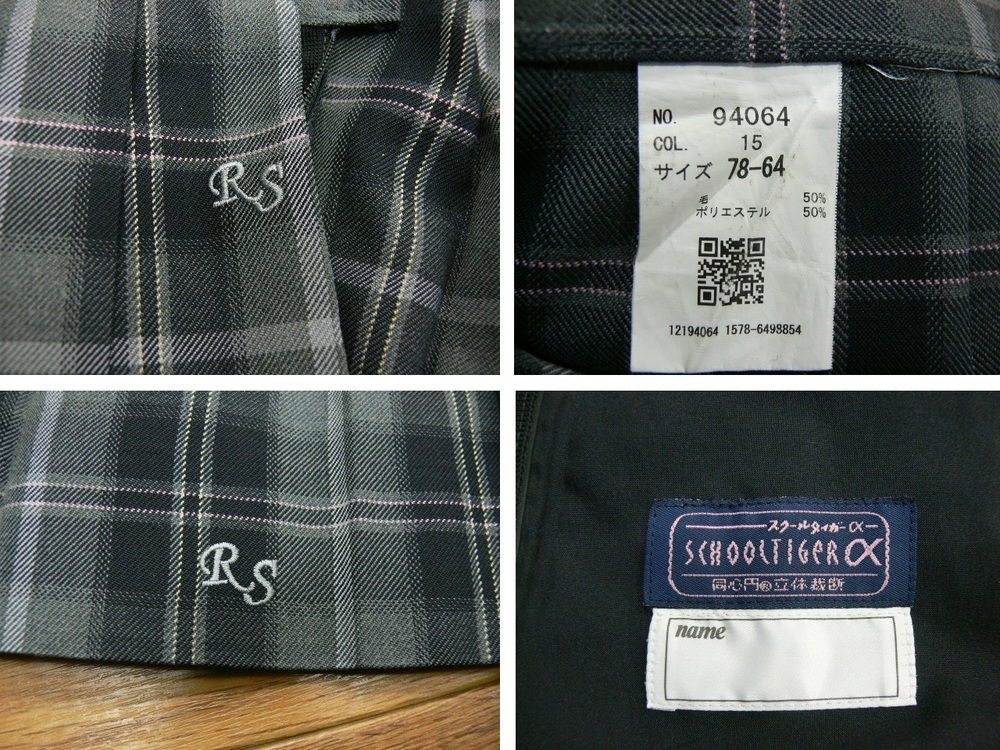 RS
NO. 94064
COL. 15
サイズ 78-64
毛 50%
ポリエステル 50%
12194064 1578-6498854
RS
スクールタイガーα
SCHOOLTIGER α
同心円®立体裁断
name